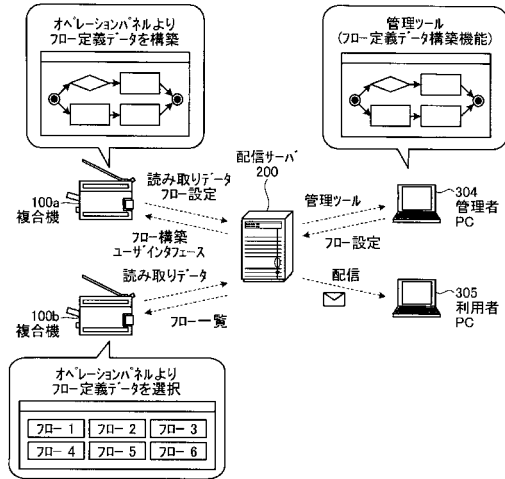 オペレーションパネルより
フロー定義データを構築
管理ツール
(フロー定義データ構築機能)
配信サーバ
200
100a
複合機
読み取りデータ
フロー設定
フロー構築
ユーザインタフェース
管理ツール
フロー設定
304
管理者
PC
100b
複合機
読み取りデータ
フロー一覧
配信
305
利用者
PC
オペレーションパネルより
フロー定義データを選択
フロー 1
フロー 2
フロー 3
フロー 4
フロー 5
フロー 6